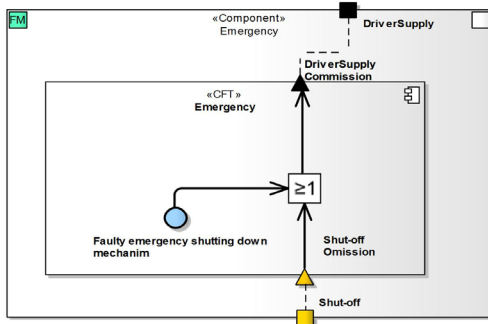 FM
«Component»
Emergency
DriverSupply
DriverSupply
Commission
«CFT»
Emergency
≥1
Faulty emergency shutting down
mechanim
Shut-off
Omission
Shut-off